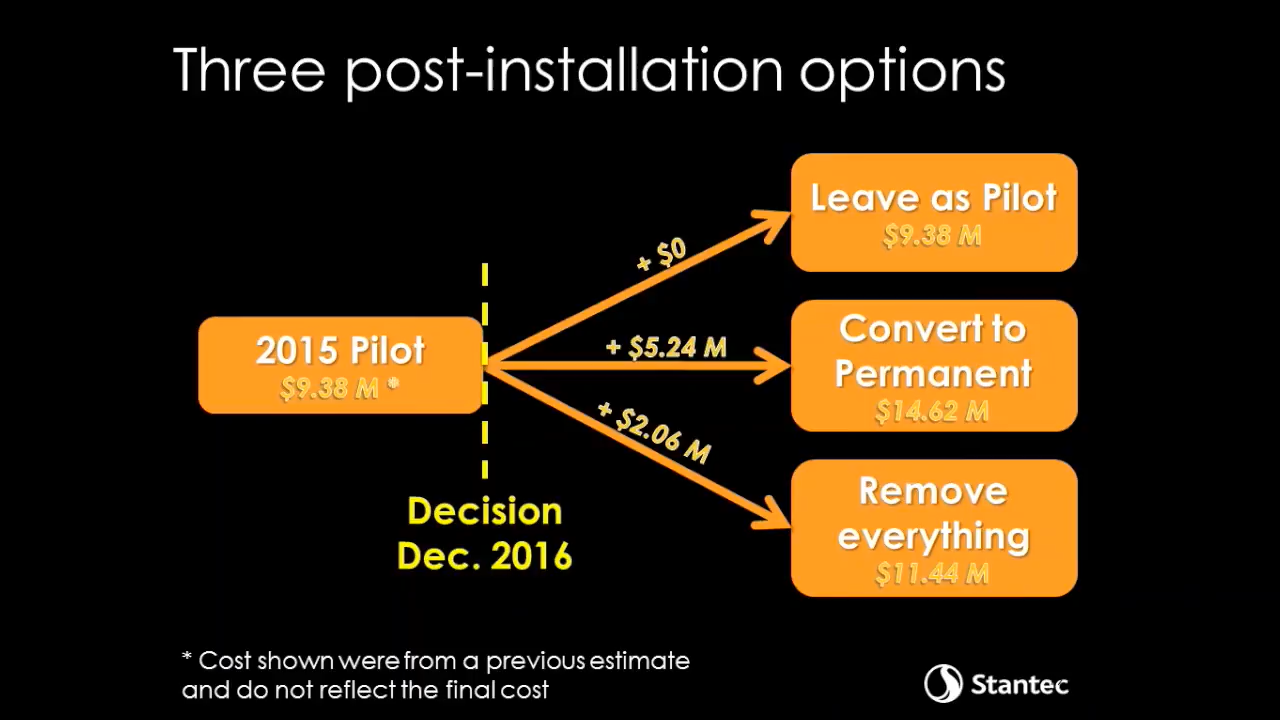 Three post-installation options
Leave as Pilot
$9.38 M
+ $0
2015 Pilot
$9.38 M *
+ $5.24 M
Convert to
Permanent
$14.62 M
+ $2.06 M
Remove
everything
$11.44 M
Decision
Dec. 2016
* Cost shown were from a previous estimate
and do not reflect the final cost
Stantec